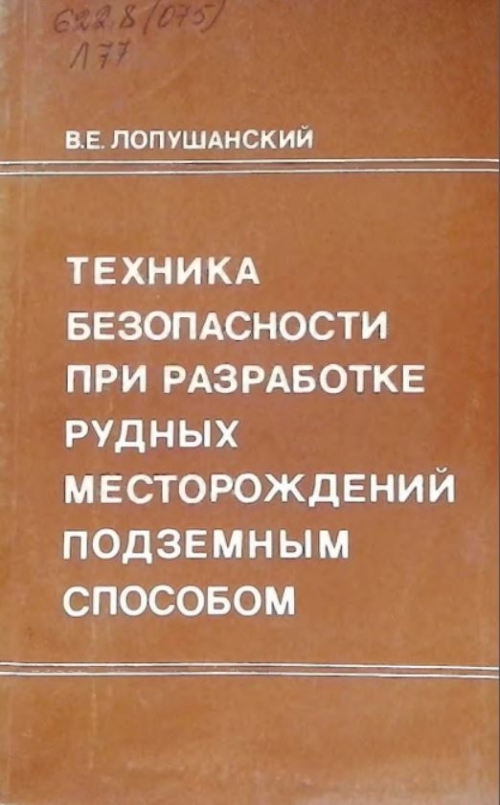 622.8(075)
Л77
В.Е. ЛОПУШАНСКИЙ
ТЕХНИКА
БЕЗОПАСНОСТИ
ПРИ РАЗРАБОТКЕ
РУДНЫХ
МЕСТОРОЖДЕНИЙ
ПОДЗЕМНЫМ
СПОСОБОМ